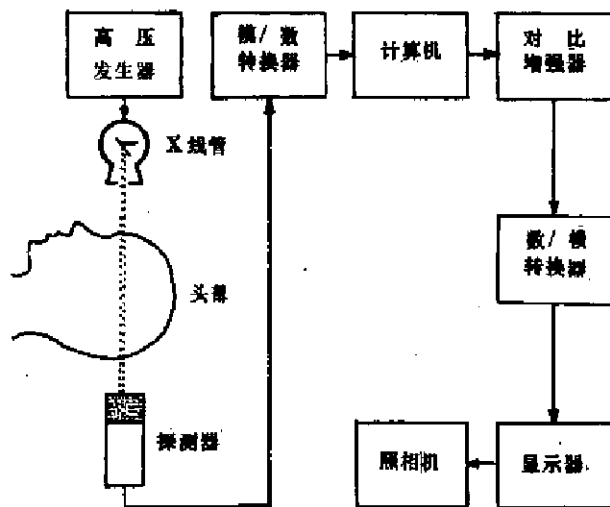 高压
发生器
模/数
转换器
计算机
对比
增强器
X线管
数/模
转换器
头部
探测器
照相机
显示器